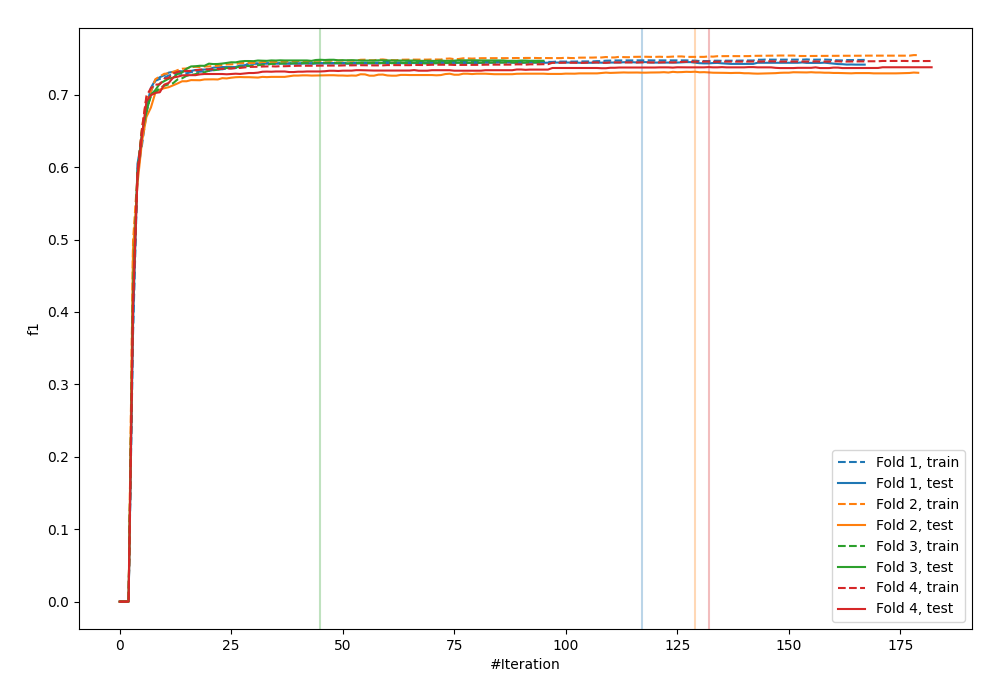 f1
0.7
0.6
0.5
0.4
0.3
0.2
0.1
0.0
0 25 50 75 100 125 150 175
#Iteration
Fold 1, train
Fold 1, test
Fold 2, train
Fold 2, test
Fold 3, train
Fold 3, test
Fold 4, train
Fold 4, test